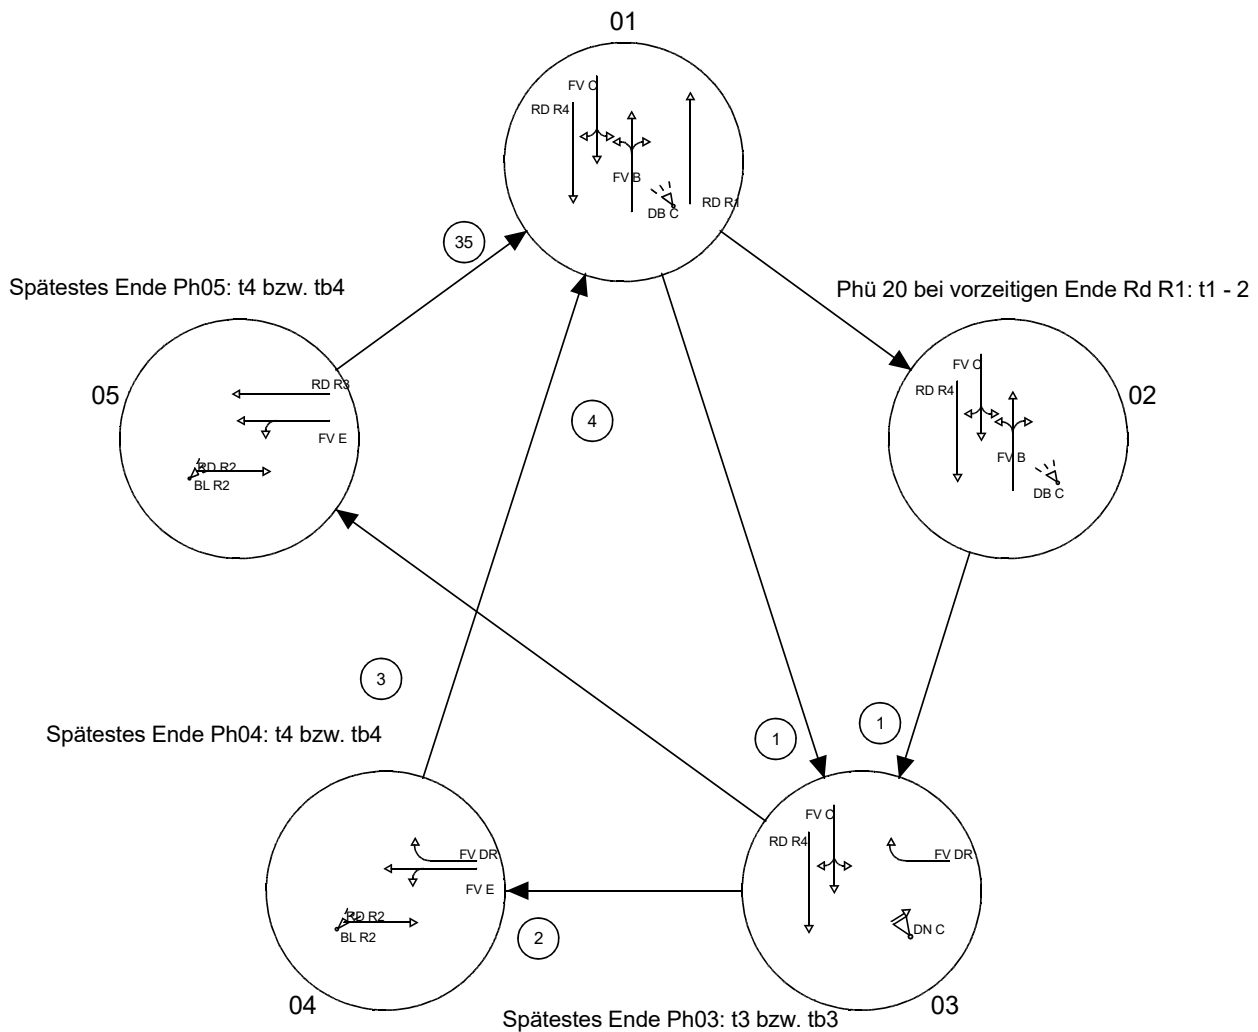 01
FV C
RD R4
FV B
DB C
RD R1
35
Spätestes Ende Ph05: t4 bzw. tb4
Phü 20 bei vorzeitigen Ende Rd R1: t1 - 2
05
RD R3
FV E
RD R2
BL R2
4
FV C
RD R4
FV B
DB C
02
3
1
1
Spätestes Ende Ph04: t4 bzw. tb4
FV DR
FV E
RD R2
BL R2
04
2
FV C
RD R4
FV DR
DN C
03
Spätestes Ende Ph03: t3 bzw. tb3